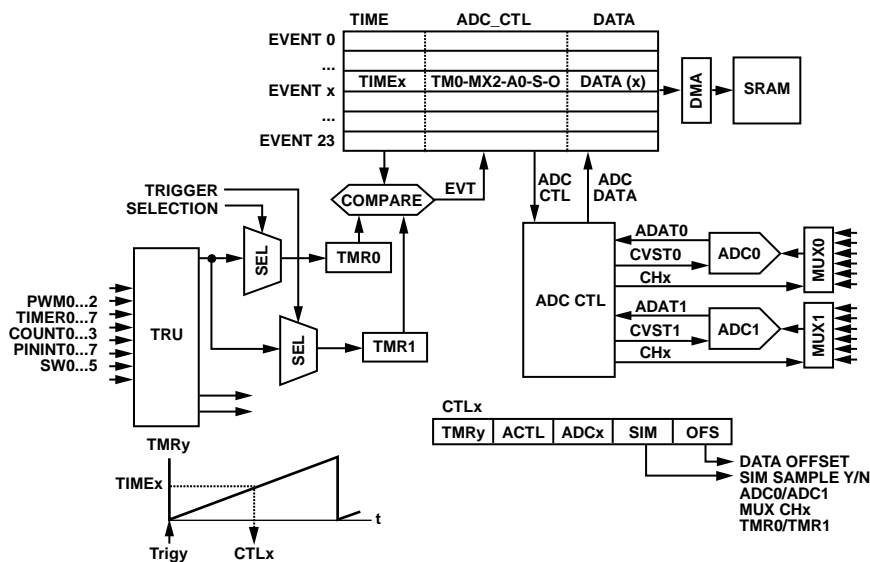 TIME ADC_CTL DATA
EVENT 0
...
EVENT x TIMEx TM0-MX2-A0-S-O DATA (x)
...
EVENT 23
DMA
SRAM
TRIGGER
SELECTION
COMPARE
EVT
ADC
CTL
ADC
DATA
SEL
TMR0
SEL
TMR1
PWM0...2
TIMER0...7
COUNT0...3
PININT0...7
SW0...5
TRU
ADC CTL
ADAT0
CVST0
CHx
ADC0
MUX0
ADAT1
CVST1
CHx
ADC1
MUX1
TMRy
TIMEx
t
Trigy
CTLx
CTLx
TMRy ACTL ADCx SIM OFS
DATA OFFSET
SIM SAMPLE Y/N
ADC0/ADC1
MUX CHx
TMR0/TMR1